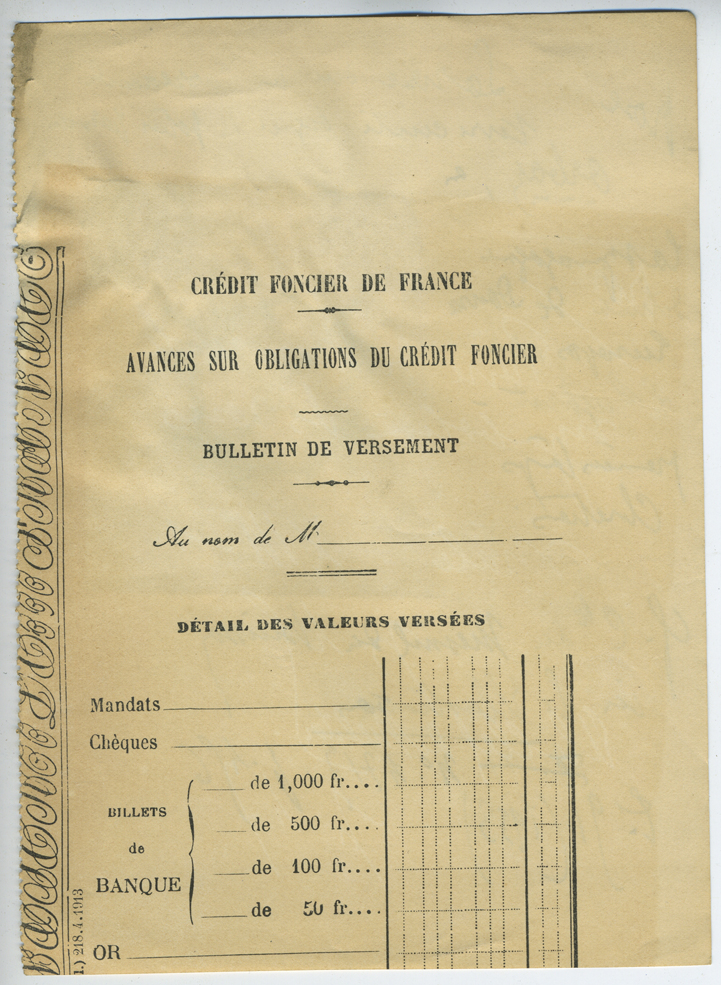 CRÉDIT FONCIER DE FRANCE
AVANCES SUR OBLIGATIONS DU CRÉDIT FONCIER
BULLETIN DE VERSEMENT
Au nom de Mr
DÉTAIL DES VALEURS VERSÉES
Mandats
Chèques
BILLETS
de
BANQUE
de 1,000 fr....
de 500 fr....
de 100 fr....
de 50 fr....
OR
1.) 218.4.1913